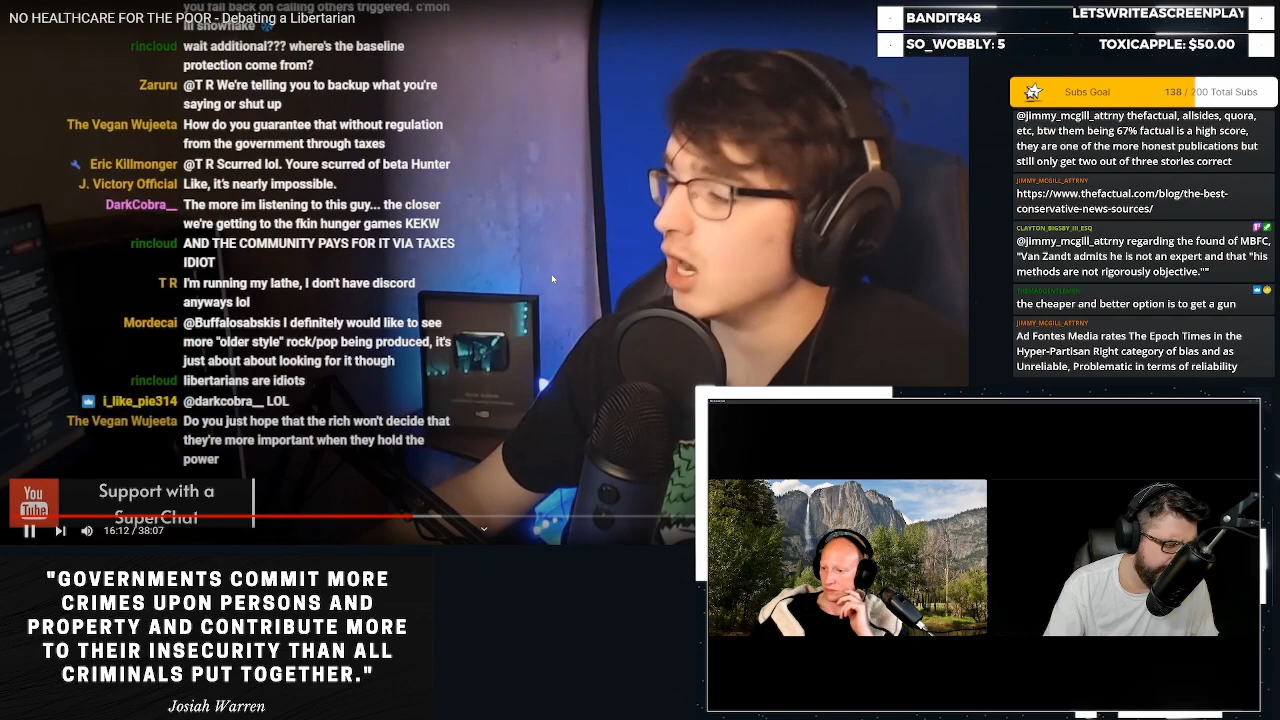 you fall back on calling others triggered. c'mon
NO HEALTHCARE FOR THE POOR - Debating a Libertarian
lil snowflake
rincloud wait additional??? where's the baseline
protection come from?
Zaruru @T R We're telling you to backup what you're
saying or shut up
The Vegan Wujeeta How do you guarantee that without regulation
from the government through taxes
Eric Killmonger @T R Scurred lol. Youre scurred of beta Hunter
J. Victory Official Like, it's nearly impossible.
DarkCobra__ The more im listening to this guy... the closer
we're getting to the fkin hunger games KEKW
rincloud AND THE COMMUNITY PAYS FOR IT VIA TAXES
IDIOT
T R I'm running my lathe, I don't have discord
anyways lol
Mordecai @Buffalosabskis I definitely would like to see
more "older style" rock/pop being produced, it's
just about about looking for it though
rincloud libertarians are idiots
i_like_pie314 @darkcobra__ LOL
The Vegan Wujeeta Do you just hope that the rich won't decide that
they're more important when they hold the
power
You
Tube
Support with a
SuperChat
16:12 / 38:07
"GOVERNMENTS COMMIT MORE
CRIMES UPON PERSONS AND
PROPERTY AND CONTRIBUTE MORE
TO THEIR INSECURITY THAN ALL
CRIMINALS PUT TOGETHER."
Josiah Warren
BANDIT848
LETSWRITEASCREENPLAY
SO_WOBBLY: 5
TOXICAPPLE: $50.00
Subs Goal 138 / 200 Total Subs
@jimmy_mcgill_attrny thefactual, allsides, quora,
etc, btw them being 67% factual is a high score,
they are one of the more honest publications but
still only get two out of three stories correct
JIMMY_MCGILL_ATTRNY
https://www.thefactual.com/blog/the-best-
conservative-news-sources/
CLAYTON_BIGSBY_III_ESQ
@jimmy_mcgill_attrny regarding the found of MBFC,
"Van Zandt admits he is not an expert and that "his
methods are not rigorously objective.""
the cheaper and better option is to get a gun
JIMMY_MCGILL_ATTRNY
Ad Fontes Media rates The Epoch Times in the
Hyper-Partisan Right category of bias and as
Unreliable, Problematic in terms of reliability